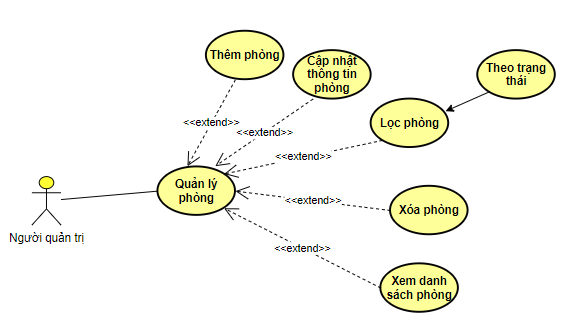 Thêm phòng
Cập nhật
thông tin
phòng
Theo trạng
thái
Lọc phòng
<<extend>>
<<extend>>
<<extend>>
Quản lý
phòng
<<extend>>
Xóa phòng
Người quản trị
<<extend>>
Xem danh
sách phòng